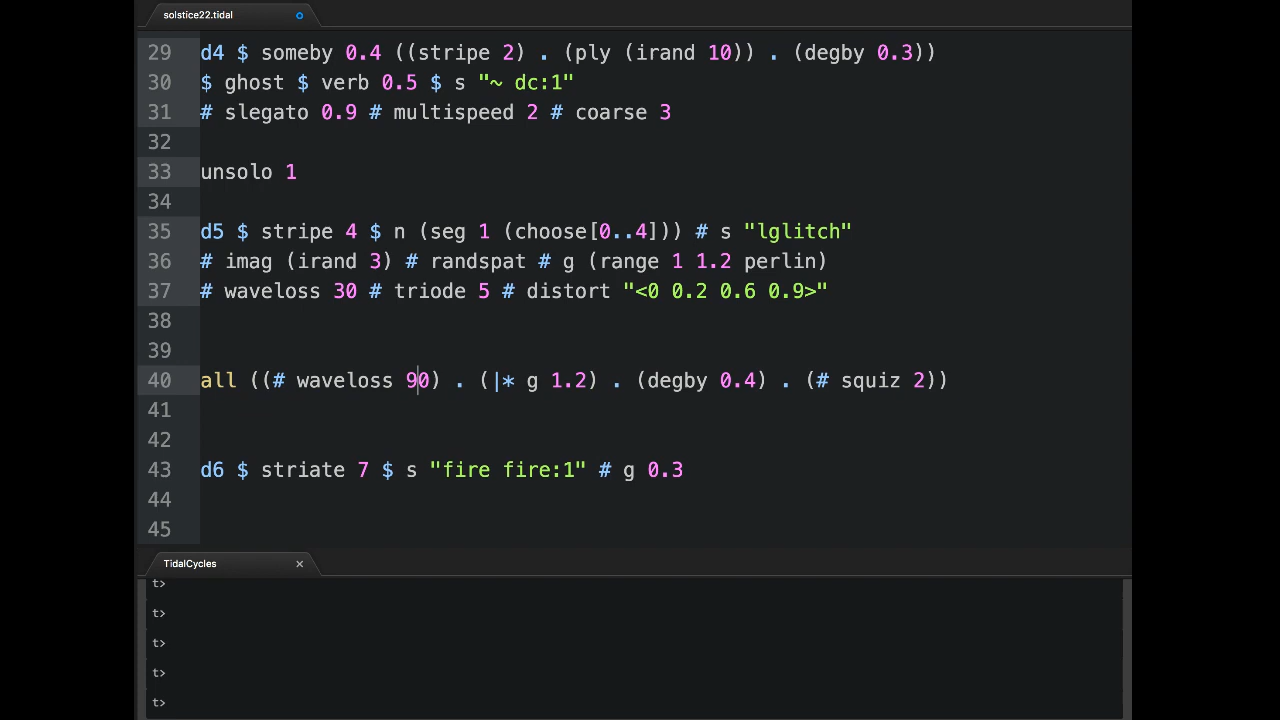 solstice22.tidal
29 d4 $ someby 0.4 ((stripe 2) . (ply (irand 10)) . (degby 0.3))
30 $ ghost $ verb 0.5 $ s "~ dc:1"
31 # slegato 0.9 # multispeed 2 # coarse 3
32
33 unsolo 1
34
35 d5 $ stripe 4 $ n (seg 1 (choose[0..4])) # s "lglitch"
36 # imag (irand 3) # randspat # g (range 1 1.2 perlin)
37 # waveloss 30 # triode 5 # distort "<0 0.2 0.6 0.9>"
38
39
40 all ((# waveloss 90) . (|* g 1.2) . (degby 0.4) . (# squiz 2))
41
42
43 d6 $ striate 7 $ s "fire fire:1" # g 0.3
44
45
TidalCycles ×
t>
t>
t>
t>
t>